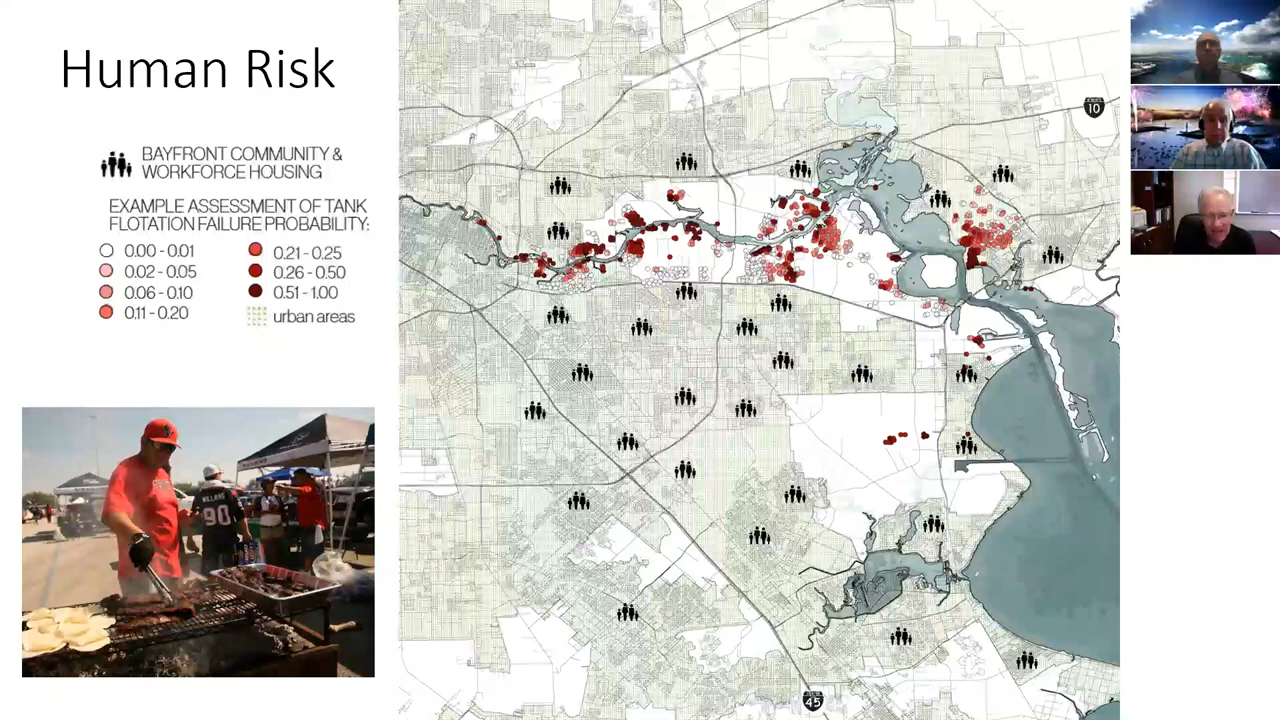 Human Risk
BAYFRONT COMMUNITY &
WORKFORCE HOUSING
EXAMPLE ASSESSMENT OF TANK
FLOTATION FAILURE PROBABILITY:
0.00 - 0.01
0.02 - 0.05
0.06 - 0.10
0.11 - 0.20
0.21 - 0.25
0.26 - 0.50
0.51 - 1.00
urban areas
10
45
WILLIAMS
90